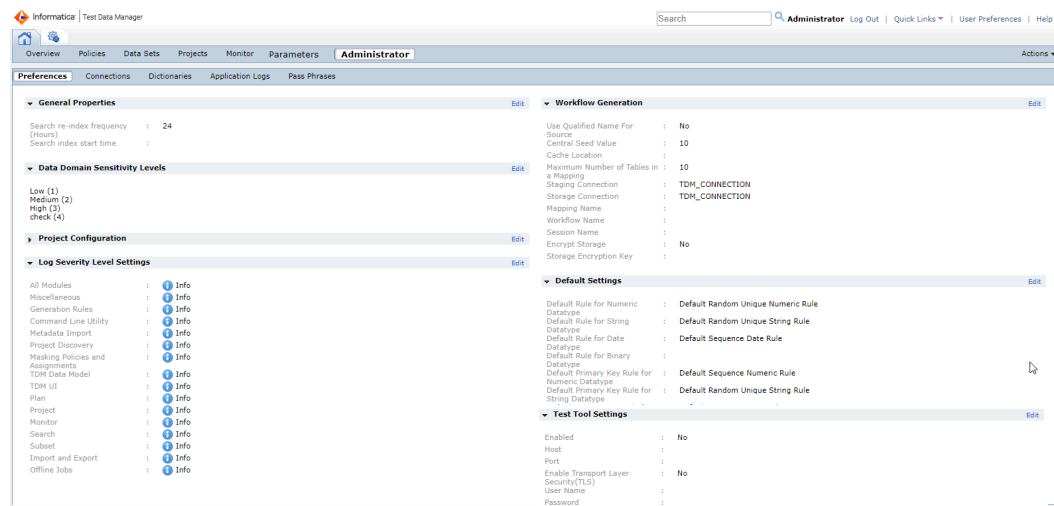 Informatica Test Data Manager
Search
Administrator Log Out | Quick Links | User Preferences | Help
Overview Policies Data Sets Projects Monitor Parameters Administrator Actions
Preferences Connections Dictionaries Application Logs Pass Phrases
General Properties Edit
Search re-index frequency : 24
(Hours)
Search index start time :
Data Domain Sensitivity Levels Edit
Low (1)
Medium (2)
High (3)
check (4)
Project Configuration Edit
Log Severity Level Settings Edit
All Modules : Info
Miscellaneous : Info
Generation Rules : Info
Command Line Utility : Info
Metadata Import : Info
Project Discovery : Info
Masking Policies and : Info
Assignments
TDM Data Model : Info
TDM UI : Info
Plan : Info
Project : Info
Monitor : Info
Search : Info
Subset : Info
Import and Export : Info
Offline Jobs : Info
Workflow Generation Edit
Use Qualified Name For : No
Source
Central Seed Value : 10
Cache Location :
Maximum Number of Tables in : 10
a Mapping
Staging Connection : TDM_CONNECTION
Storage Connection : TDM_CONNECTION
Mapping Name :
Workflow Name :
Session Name :
Encrypt Storage : No
Storage Encryption Key :
Default Settings Edit
Default Rule for Numeric : Default Random Unique Numeric Rule
Datatype
Default Rule for String : Default Random Unique String Rule
Datatype
Default Rule for Date : Default Sequence Date Rule
Datatype
Default Rule for Binary :
Datatype
Default Primary Key Rule for : Default Sequence Numeric Rule
Numeric Datatype
Default Primary Key Rule for : Default Random Unique String Rule
String Datatype
Test Tool Settings Edit
Enabled : No
Host :
Port :
Enable Transport Layer : No
Security(TLS)
User Name :
Password :